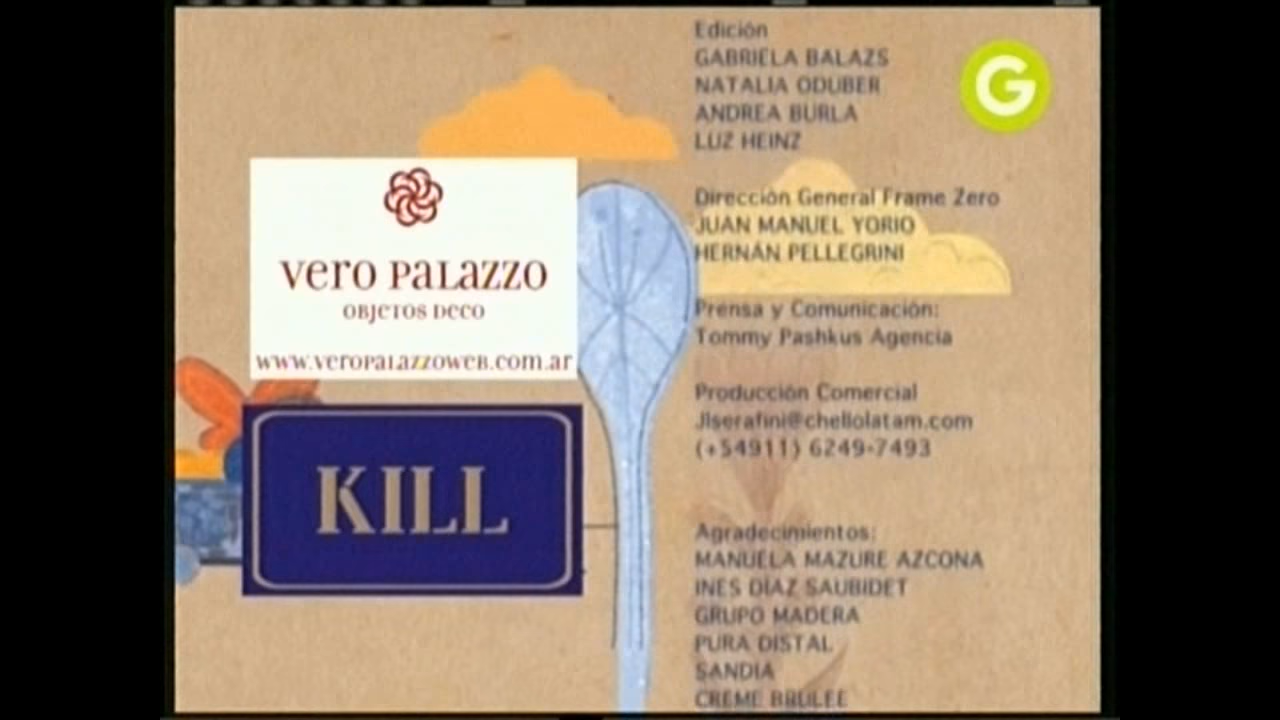 Edición
GABRIELA BALAZS
NATALIA ODUBER
ANDREA BURLA
LUZ HEINZ
G
Dirección General Frame Zero
JUAN MANUEL YORIO
HERNÁN PELLEGRINI
Prensa y Comunicación:
Tommy Pashkus Agencia
Producción Comercial
Jlserafini@chellolatam.com
(+54911) 6249-7493
Agradecimientos:
MANUELA MAZURE AZCONA
INES DÍAZ SAUBIDET
GRUPO MADERA
PURA DISTAL
SANDIA
CREME BRULEE
vero PALAZZO
OBJETOS DECO
www.veropalazzoweb.com.ar
KILL